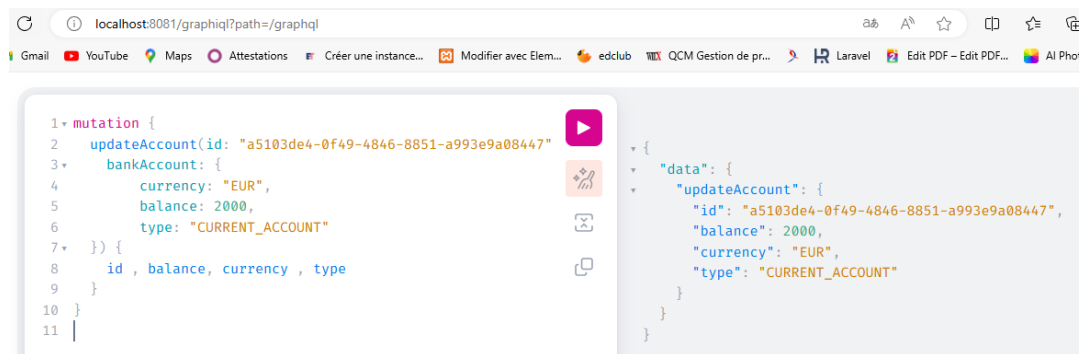 localhost:8081/graphiql?path=/graphql
Gmail YouTube Maps Attestations Créer une instance... Modifier avec Elem... edclub QCM Gestion de pr... Laravel Edit PDF – Edit PDF... AI Phot
1 mutation {
2 updateAccount(id: "a5103de4-0f49-4846-8851-a993e9a08447"
3 bankAccount: {
4 currency: "EUR",
5 balance: 2000,
6 type: "CURRENT_ACCOUNT"
7 }) {
8 id , balance, currency , type
9 }
10 }
11
{
"data": {
"updateAccount": {
"id": "a5103de4-0f49-4846-8851-a993e9a08447",
"balance": 2000,
"currency": "EUR",
"type": "CURRENT_ACCOUNT"
}
}
}